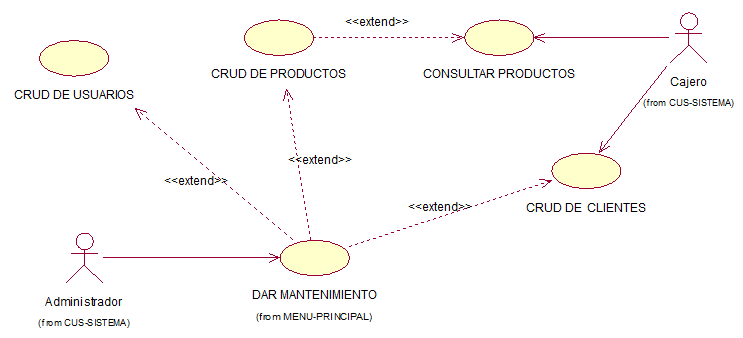 <<extend>>
CRUD DE USUARIOS
CRUD DE PRODUCTOS
CONSULTAR PRODUCTOS
Cajero
(from CUS-SISTEMA)
<<extend>>
<<extend>>
<<extend>>
CRUD DE CLIENTES
Administrador
(from CUS-SISTEMA)
DAR MANTENIMIENTO
(from MENU-PRINCIPAL)